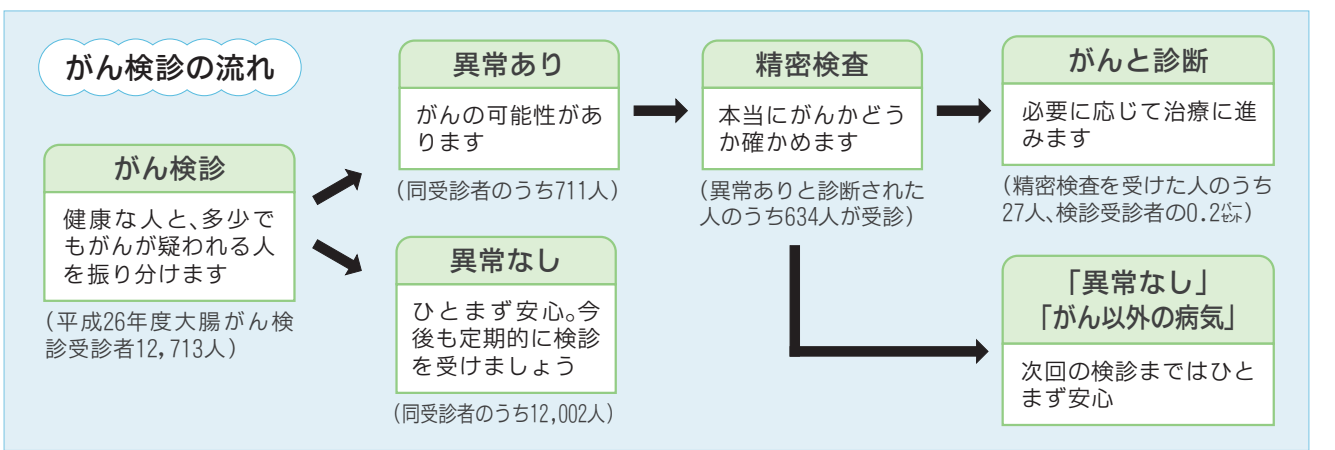 がん検診の流れ
がん検診
健康な人と、多少で
もがんが疑われる人
を振り分けます
(平成26年度大腸がん検
診受診者12,713人)
異常あり
がんの可能性があ
ります
(同受診者のうち711人)
異常なし
ひとまず安心。今
後も定期的に検診
を受けましょう
(同受診者のうち12,002人)
精密検査
本当にがんかどう
か確かめます
(異常ありと診断された
人のうち634人が受診)
がんと診断
必要に応じて治療に進
みます
(精密検査を受けた人のうち
27人、検診受診者の0.2パーセント)
「異常なし」
「がん以外の病気」
次回の検診まではひと
まず安心